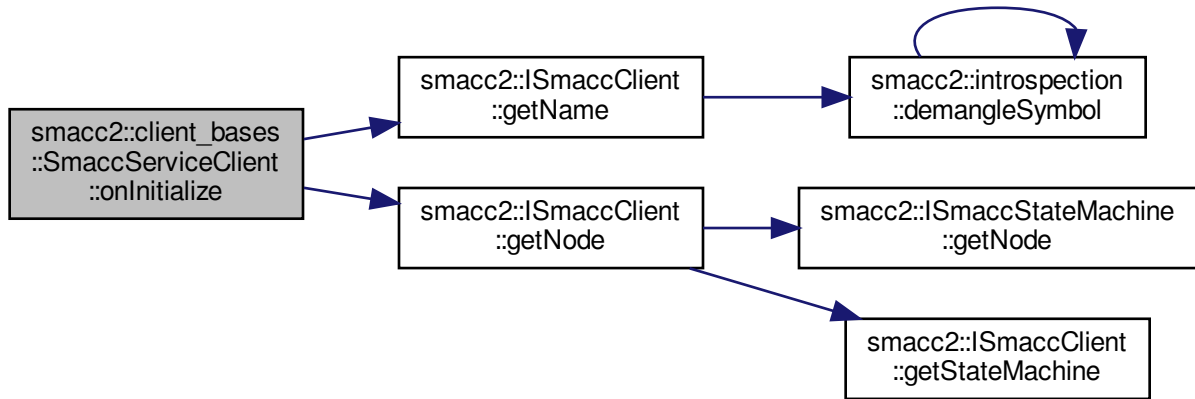 smacc2::client_bases
::SmaccServiceClient
::onInitialize
smacc2::ISmaccClient
::getName
smacc2::introspection
::demangleSymbol
smacc2::ISmaccClient
::getNode
smacc2::ISmaccStateMachine
::getNode
smacc2::ISmaccClient
::getStateMachine